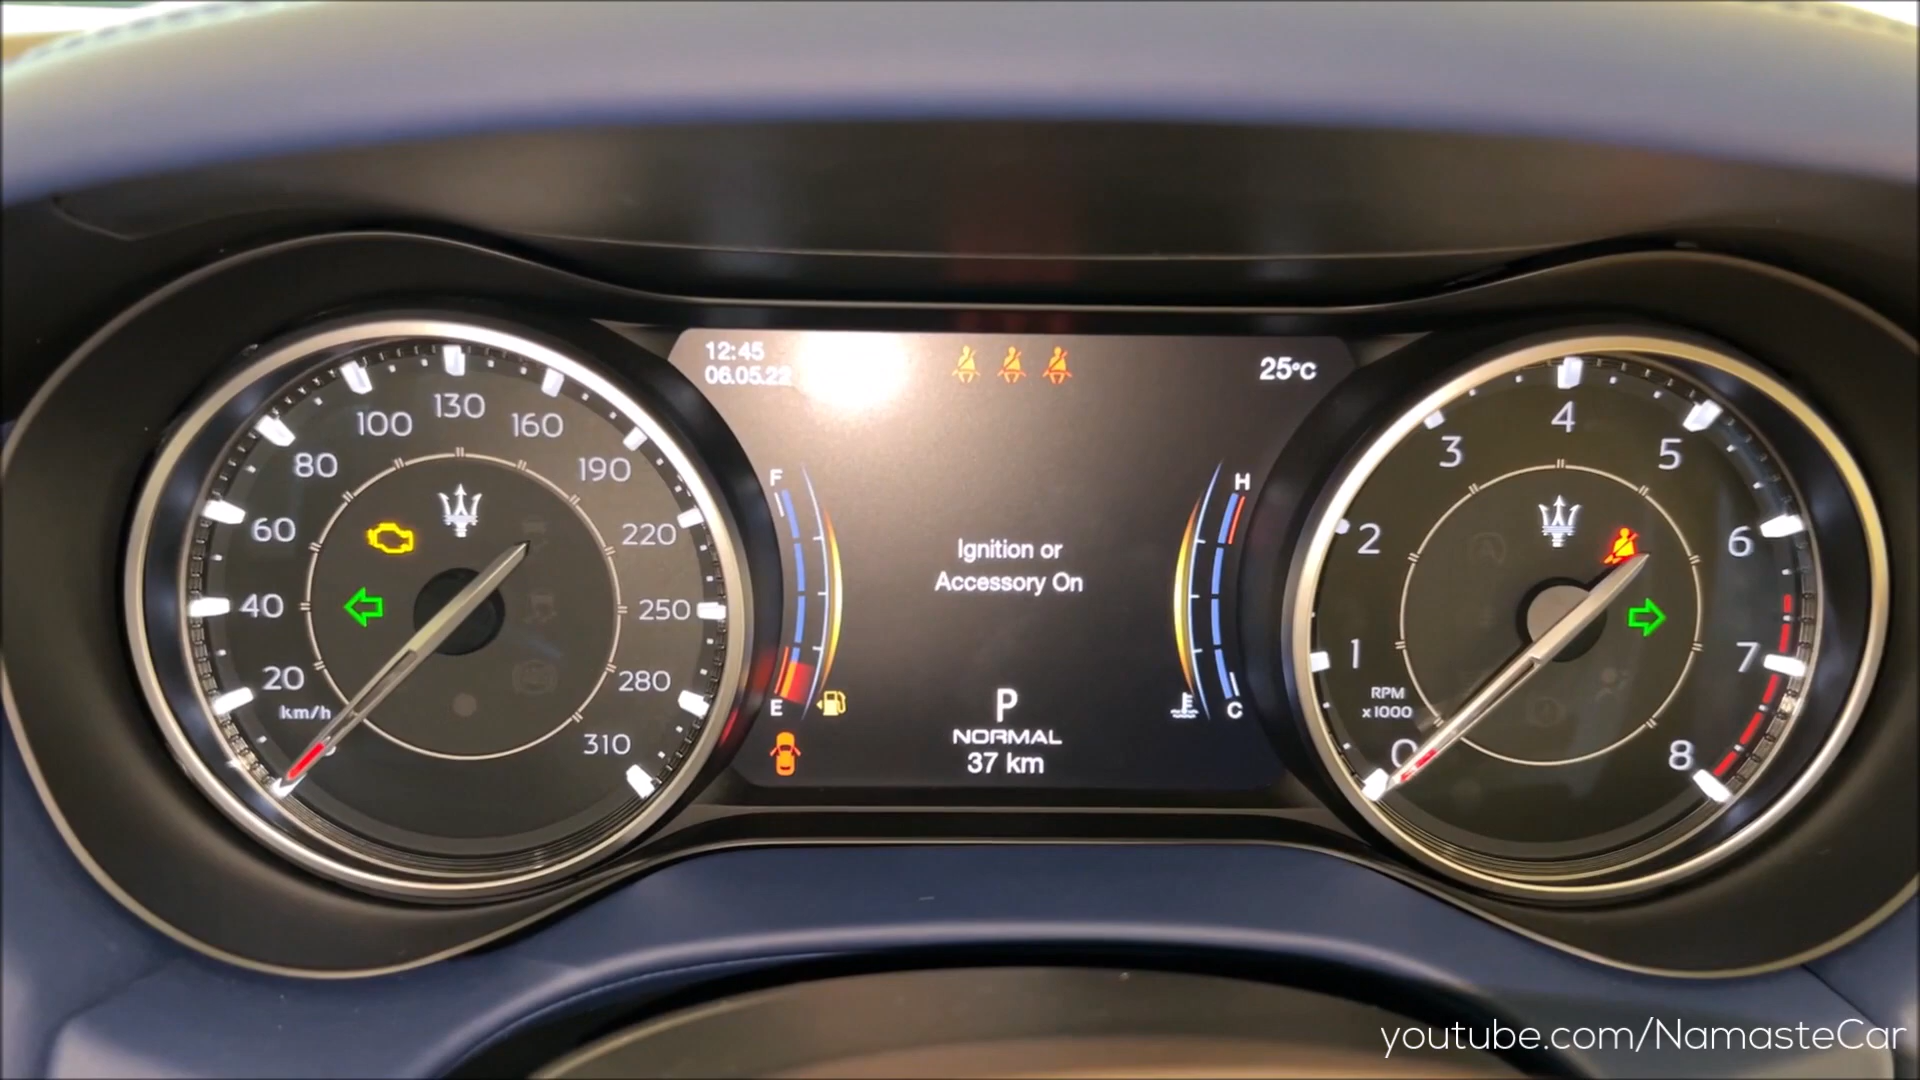 12:45
06.05.22
25°C
20
40
60
80
100
130
160
190
220
250
280
310
km/h
F
E
Ignition or
Accessory On
P
NORMAL
37 km
H
C
0
1
2
3
4
5
6
7
8
RPM
x1000
youtube.com/NamasteCar